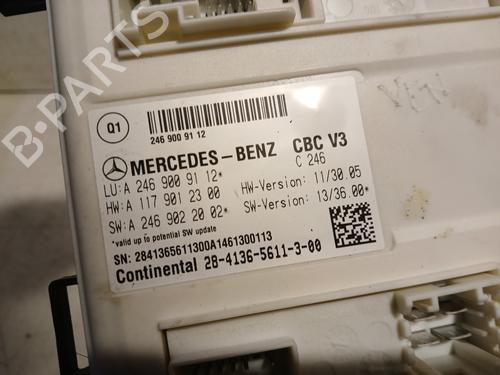 B-PARTS
Q1
246 900 91 12
MERCEDES-BENZ CBC V3
C 246
LU: A 246 900 91 12*
HW-Version: 11/30.05
HW: A 117 901 23 00
SW-Version: 13/36.00*
SW: A 246 902 20 02*
*valid up to potential SW update
SN: 2841365611300A1461300113
Continental 28-4136-5611-3-00